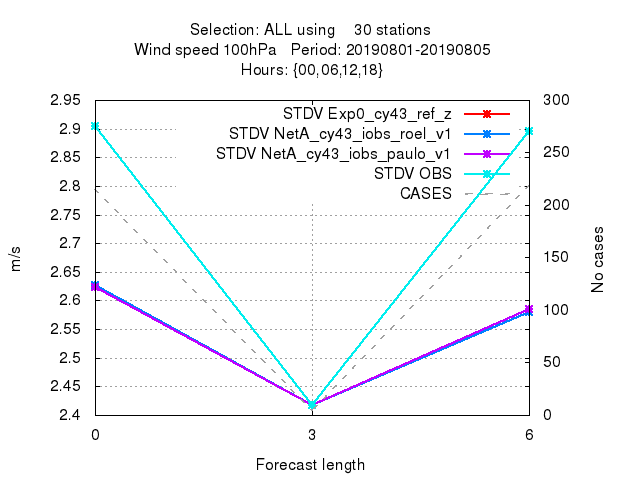 Selection: ALL using 30 stations
Wind speed 100hPa Period: 20190801-20190805
Hours: {00,06,12,18}
STDV Exp0_cy43_ref_z
STDV NetA_cy43_iobs_roel_v1
STDV NetA_cy43_iobs_paulo_v1
STDV OBS
CASES
2.95
2.9
2.85
2.8
2.75
2.7
2.65
2.6
2.55
2.5
2.45
2.4
m/s
300
250
200
150
100
50
0
No cases
0 3 6
Forecast length